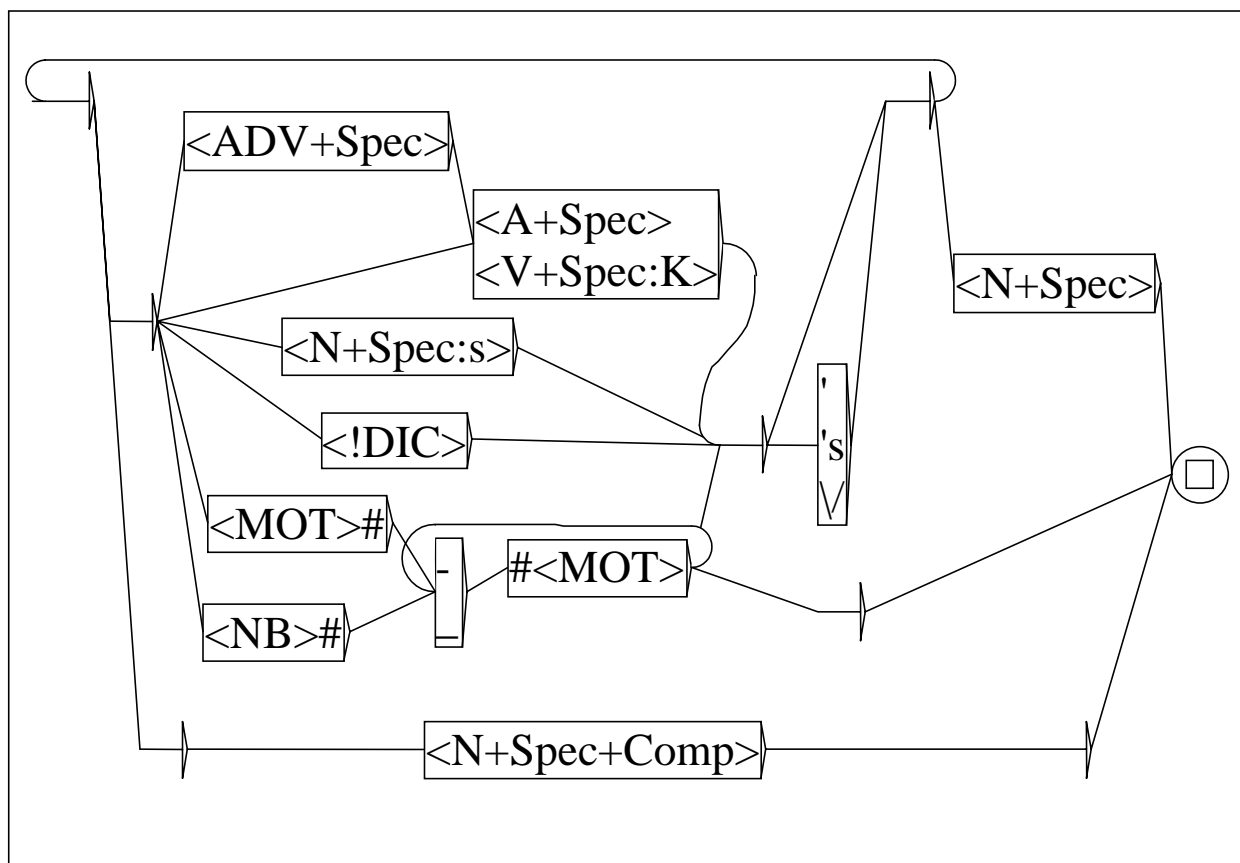 <ADV+Spec>
<A+Spec>
<V+Spec:K>
<N+Spec>
<N+Spec:s>
'
's
\/
<!DIC>
<MOT>#
-
_
#<MOT>
<NB>#
<N+Spec+Comp>